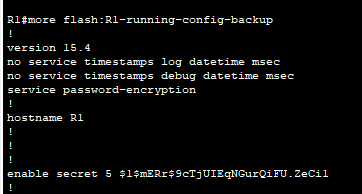 R1#more flash:R1-running-config-backup
!
version 15.4
no service timestamps log datetime msec
no service timestamps debug datetime msec
service password-encryption
!
hostname R1
!
!
!
enable secret 5 $1$mERr$9cTjUIEqNGurQiFU.ZeCi1
!